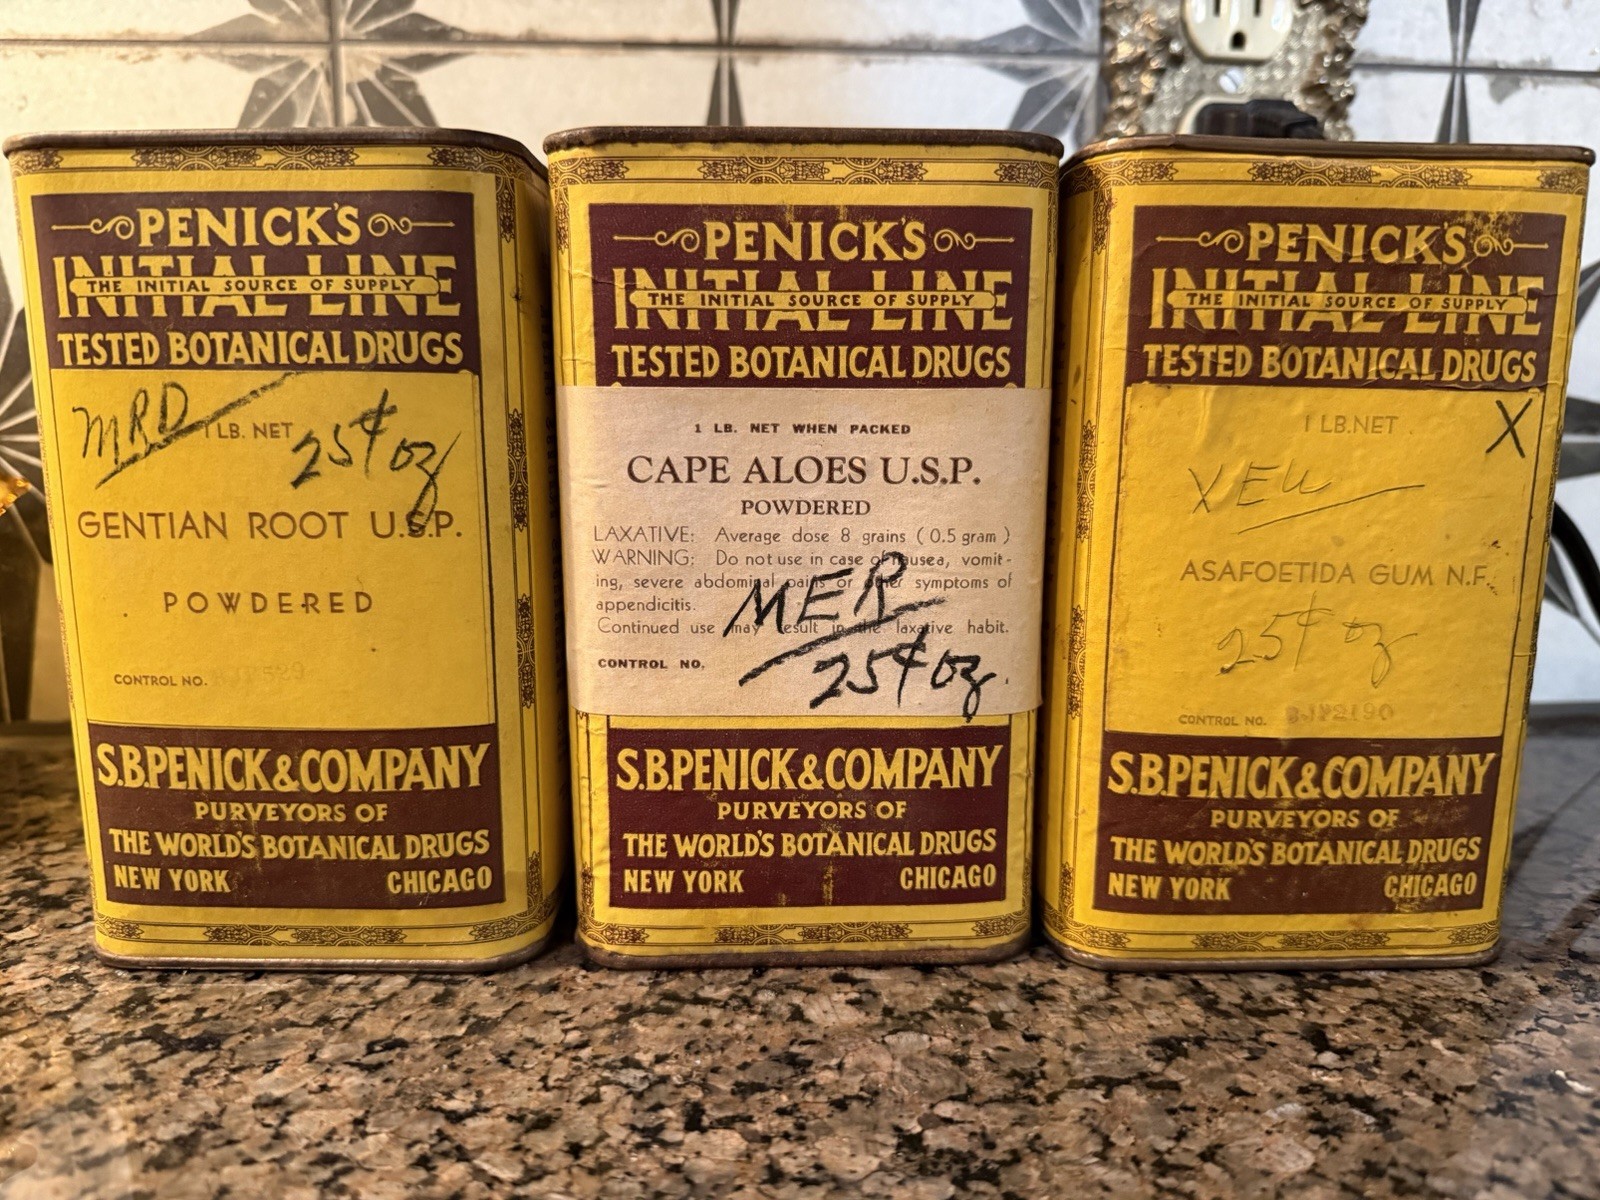 PENICK'S
INITIAL LINE
THE INITIAL SOURCE OF SUPPLY
TESTED BOTANICAL DRUGS
MRD
1 LB. NET
25¢ oz
GENTIAN ROOT U.S.P.
POWDERED
CONTROL NO.
S.B.PENICK & COMPANY
PURVEYORS OF
THE WORLD'S BOTANICAL DRUGS
NEW YORK CHICAGO
PENICK'S
INITIAL LINE
THE INITIAL SOURCE OF SUPPLY
TESTED BOTANICAL DRUGS
1 LB. NET WHEN PACKED
CAPE ALOES U.S.P.
POWDERED
LAXATIVE: Average dose 8 grains (0.5 gram)
WARNING: Do not use in case of nausea, vomit-
ing, severe abdominal pains or other symptoms of
appendicitis.
Continued use may result in the laxative habit.
CONTROL NO.
MER
25¢ oz.
S.B.PENICK & COMPANY
PURVEYORS OF
THE WORLD'S BOTANICAL DRUGS
NEW YORK CHICAGO
PENICK'S
INITIAL LINE
THE INITIAL SOURCE OF SUPPLY
TESTED BOTANICAL DRUGS
1 LB.NET
X
ASAFOETIDA GUM N.F.
25¢ oz
CONTROL NO.
S.B.PENICK & COMPANY
PURVEYORS OF
THE WORLD'S BOTANICAL DRUGS
NEW YORK CHICAGO